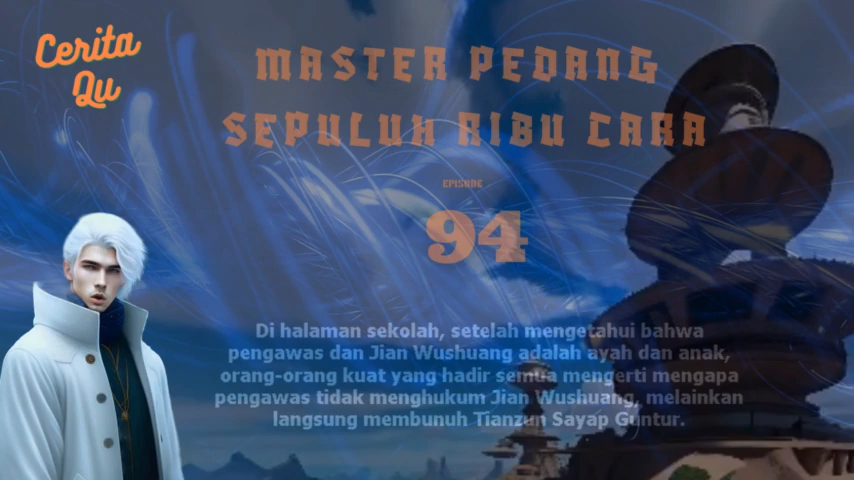 Cerita
Qu
MASTER PEDANG
SEPULUH RIBU CARA
EPISODE
94
Di halaman sekolah, setelah mengetahui bahwa
pengawas dan Jian Wushuang adalah ayah dan anak,
orang-orang kuat yang hadir semua mengerti mengapa
pengawas tidak menghukum Jian Wushuang, melainkan
langsung membunuh Tianzun Sayap Guntur.